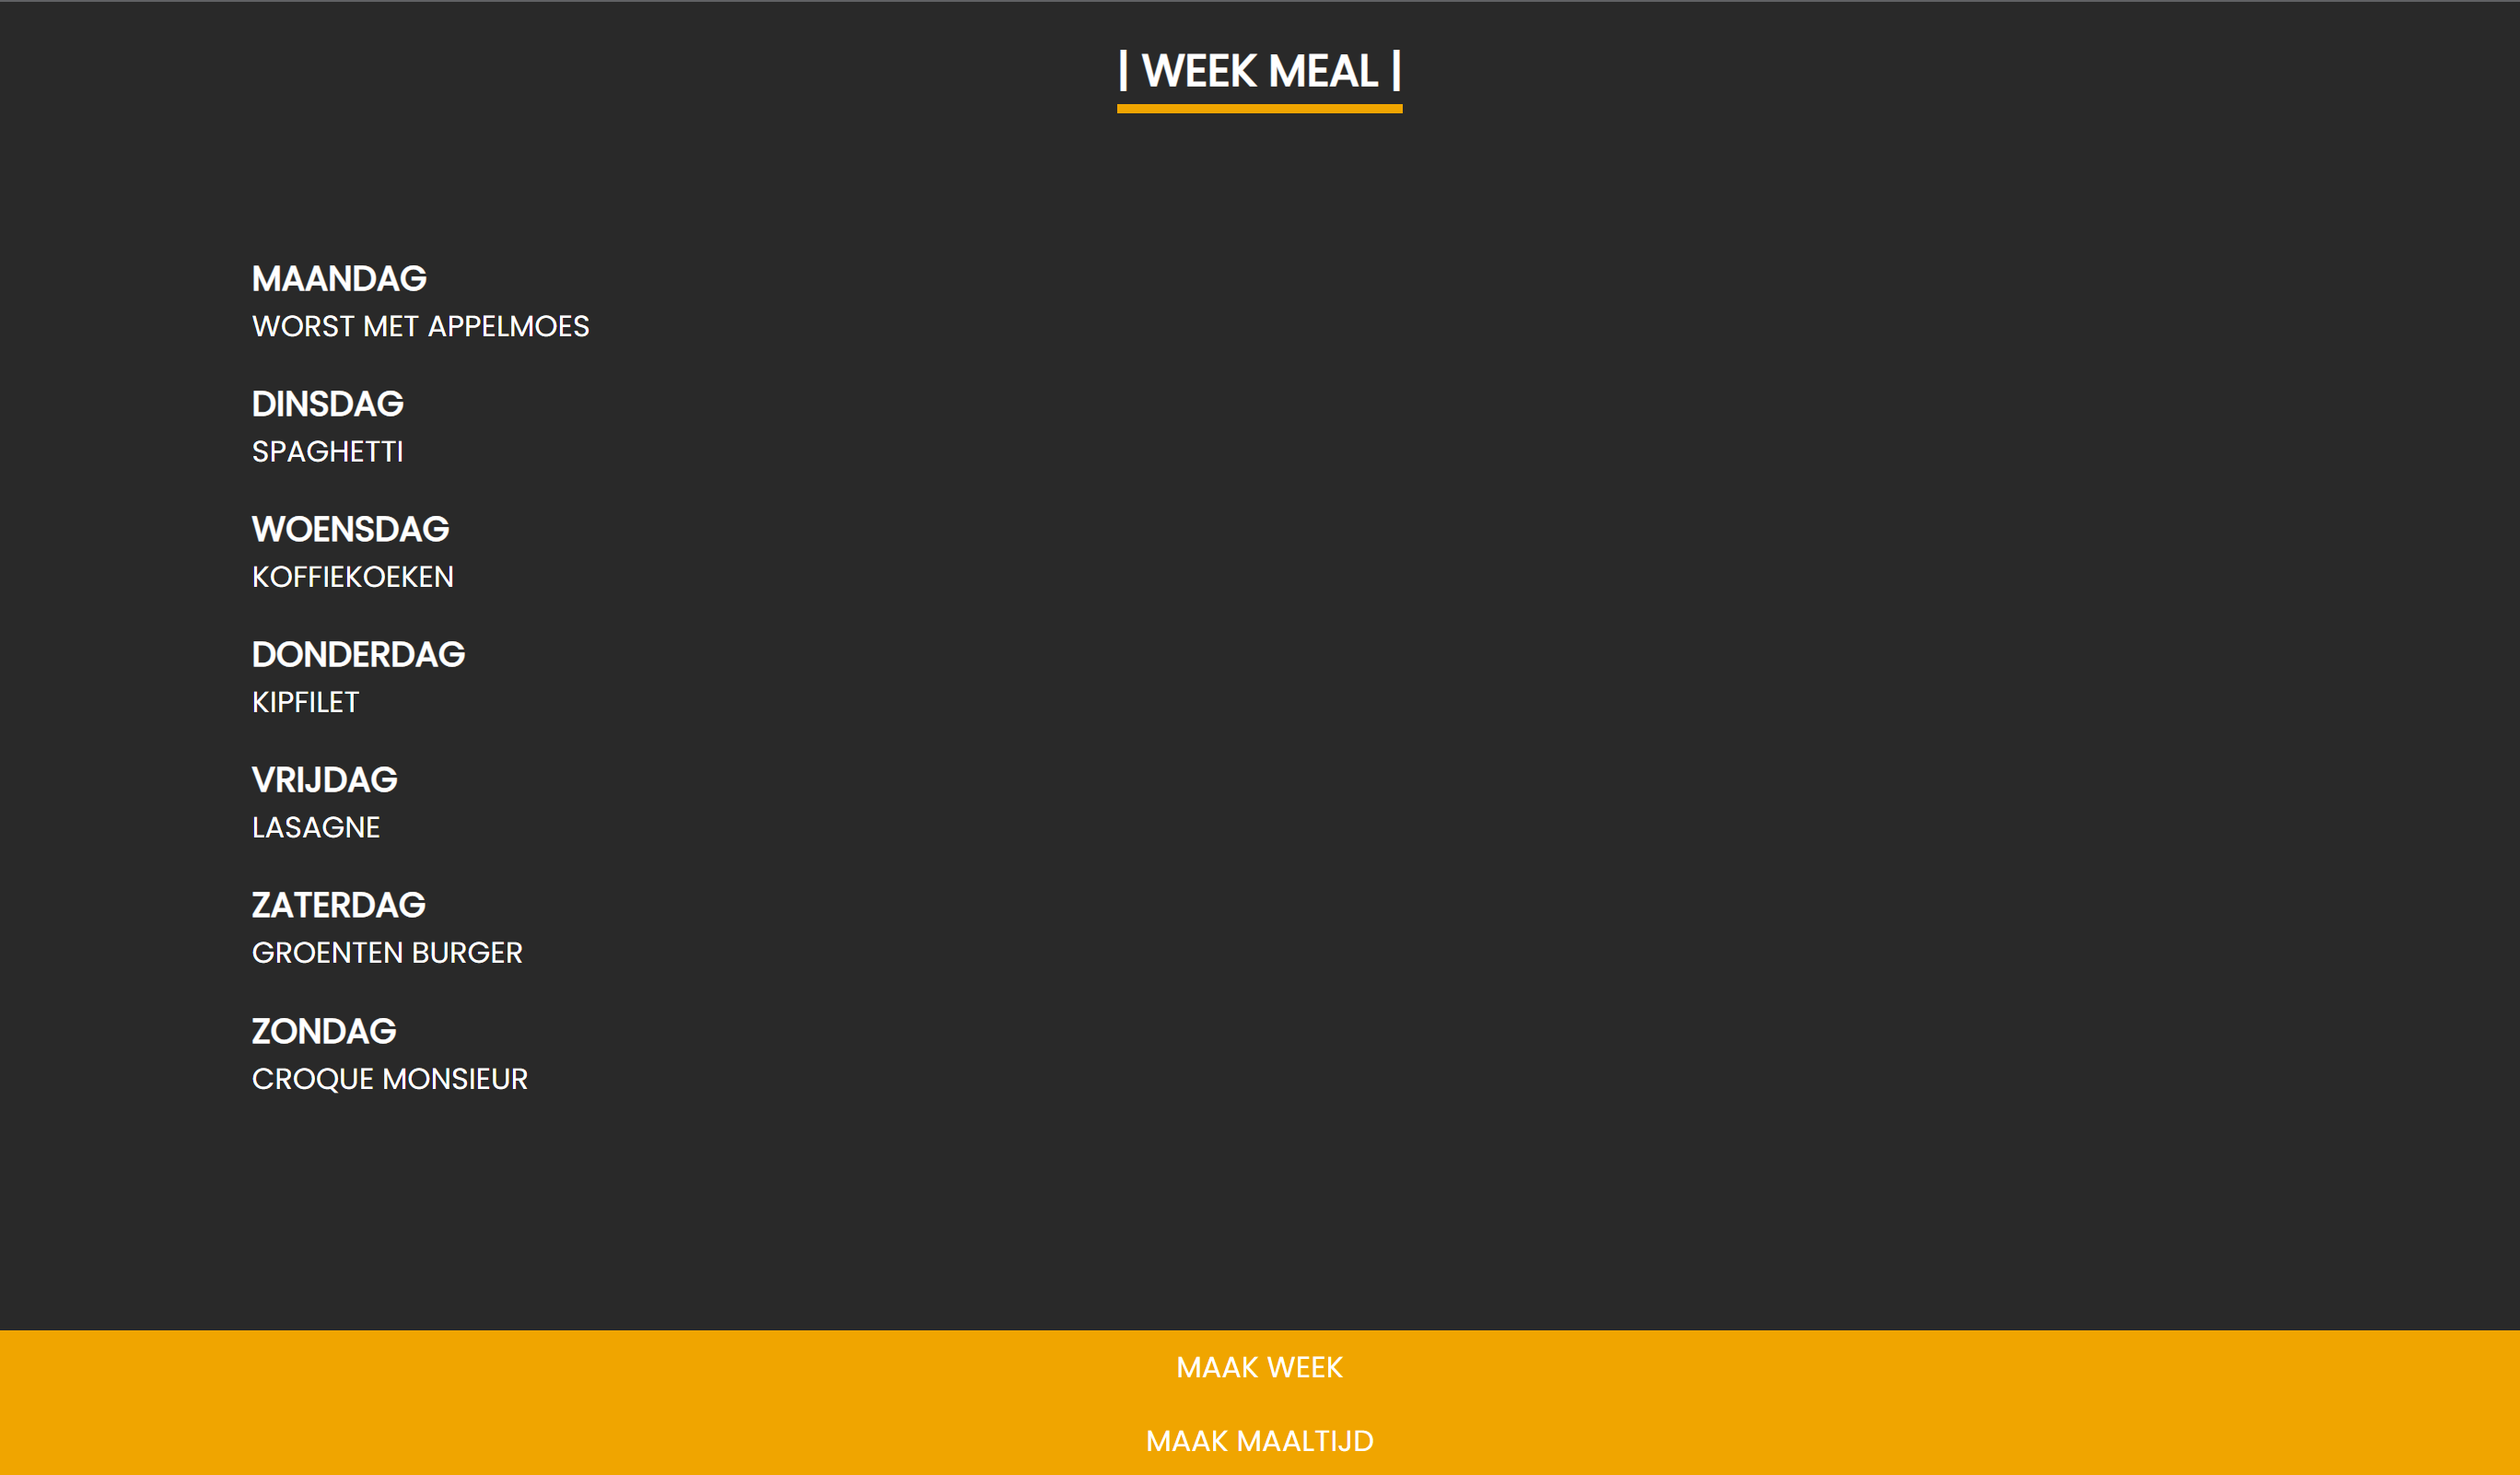 | WEEK MEAL |
MAANDAG
WORST MET APPELMOES
DINSDAG
SPAGHETTI
WOENSDAG
KOFFIEKOEKEN
DONDERDAG
KIPFILET
VRIJDAG
LASAGNE
ZATERDAG
GROENTEN BURGER
ZONDAG
CROQUE MONSIEUR
MAAK WEEK
MAAK MAALTIJD